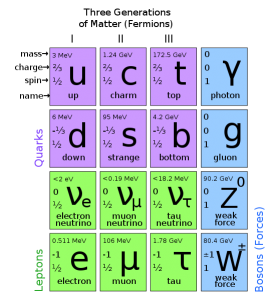 Three Generations
of Matter (Fermions)
I II III
mass→ 3 MeV 1.24 GeV 172.5 GeV 0
charge→ ⅔ ⅔ ⅔ 0
spin→ ½ u ½ c ½ t 1 γ
name→ up charm top photon
Quarks
6 MeV 95 MeV 4.2 GeV 0
-⅓ -⅓ -⅓ 0
½ d ½ s ½ b 1 g
down strange bottom gluon
<2 eV <0.19 MeV <18.2 MeV 90.2 GeV 0
0 0 0 0
½ νe ½ νμ ½ ντ 1 Z
electron muon tau weak
neutrino neutrino neutrino force
Leptons
0.511 MeV 106 MeV 1.78 GeV 80.4 GeV ±
-1 -1 -1 ±1
½ e ½ μ ½ τ 1 W
electron muon tau weak
force
Bosons (Forces)